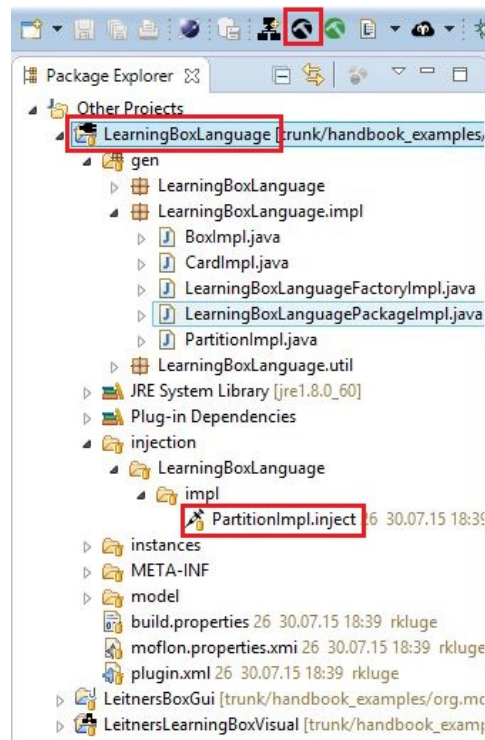 Package Explorer
Other Projects
LearningBoxLanguage [trunk/handbook_examples/
gen
LearningBoxLanguage
LearningBoxLanguage.impl
BoxImpl.java
CardImpl.java
LearningBoxLanguageFactoryImpl.java
LearningBoxLanguagePackageImpl.java
PartitionImpl.java
LearningBoxLanguage.util
JRE System Library [jre1.8.0_60]
Plug-in Dependencies
injection
LearningBoxLanguage
impl
PartitionImpl.inject 26 30.07.15 18:39
instances
META-INF
model
build.properties 26 30.07.15 18:39 rkluge
moflon.properties.xmi 26 30.07.15 18:39 rkluge
plugin.xml 26 30.07.15 18:39 rkluge
LeitnersBoxGui [trunk/handbook_examples/org.mo
LeitnersLearningBoxVisual [trunk/handbook_examp